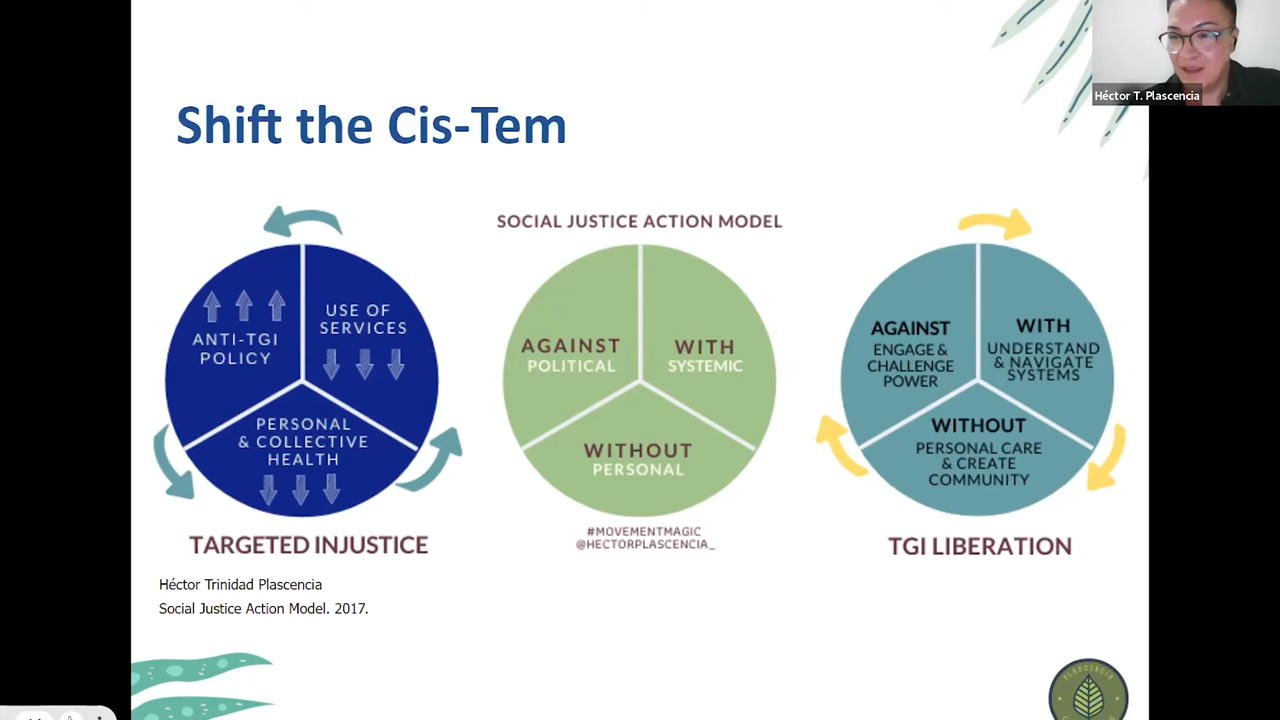 Héctor T. Plascencia
Shift the Cis-Tem
SOCIAL JUSTICE ACTION MODEL
ANTI-TGI
POLICY
USE OF
SERVICES
PERSONAL
& COLLECTIVE
HEALTH
TARGETED INJUSTICE
AGAINST
POLITICAL
WITH
SYSTEMIC
WITHOUT
PERSONAL
#MOVEMENTMAGIC
@HECTORPLASCENCIA_
AGAINST
ENGAGE &
CHALLENGE
POWER
WITH
UNDERSTAND
& NAVIGATE
SYSTEMS
WITHOUT
PERSONAL CARE
& CREATE
COMMUNITY
TGI LIBERATION
Héctor Trinidad Plascencia
Social Justice Action Model. 2017.
PLASCENCIA